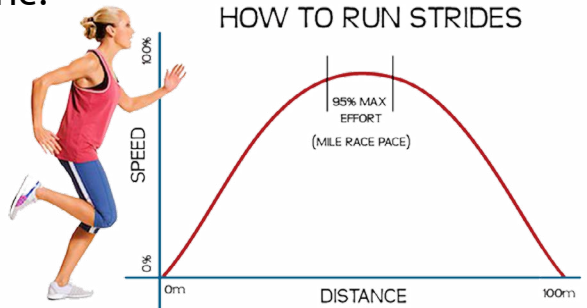 HOW TO RUN STRIDES
100%
95% MAX
EFFORT
(MILE RACE PACE)
SPEED
0%
0m
100m
DISTANCE